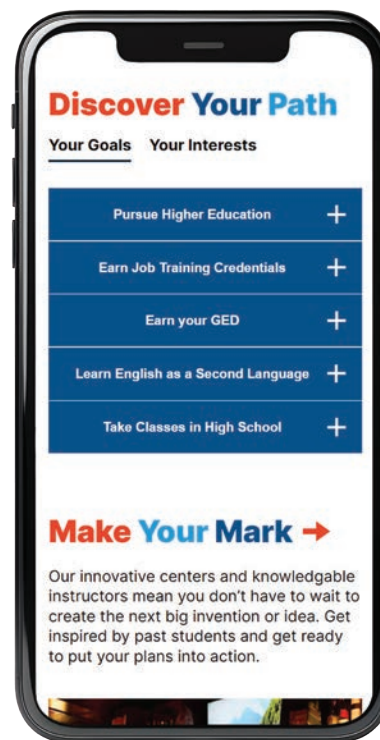 Discover Your Path
Your Goals Your Interests
Pursue Higher Education +
Earn Job Training Credentials +
Earn your GED +
Learn English as a Second Language +
Take Classes in High School +
Make Your Mark →
Our innovative centers and knowledgable
instructors mean you don't have to wait to
create the next big invention or idea. Get
inspired by past students and get ready
to put your plans into action.